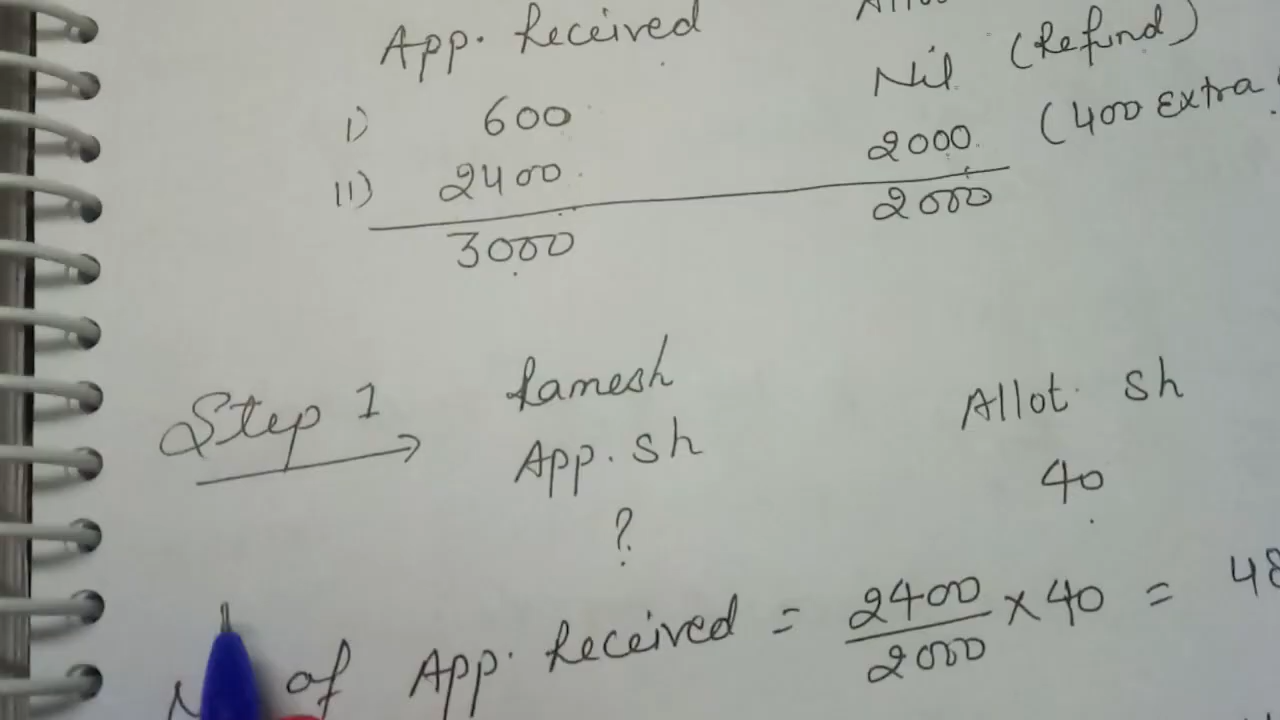 App. Received
Nil (Refund)
I) 600
2000 (400 Extra
II) 2400
3000 2000
Step 1 Ramesh
App. sh Allot. Sh
? 40
of App. Received = 2400/2000 × 40 = 48